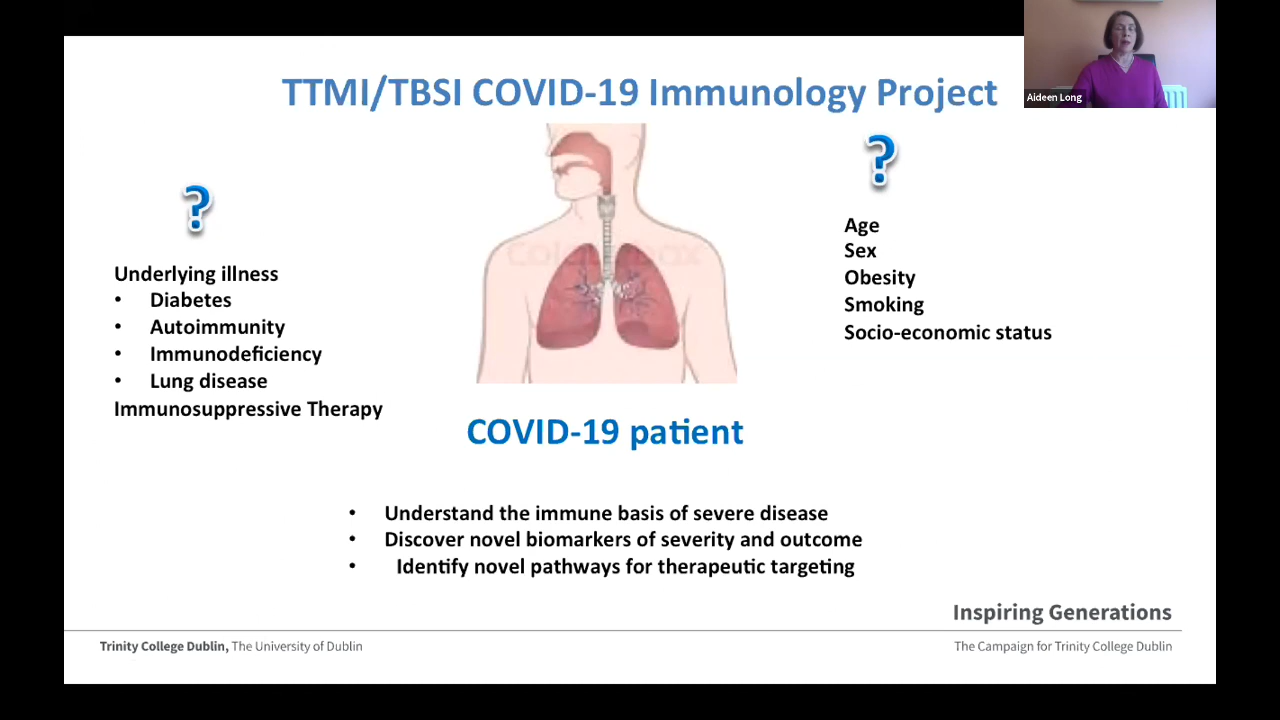 TTMI/TBSI COVID-19 Immunology Project
Aideen Long
?
?
Underlying illness
• Diabetes
• Autoimmunity
• Immunodeficiency
• Lung disease
Immunosuppressive Therapy
Age
Sex
Obesity
Smoking
Socio-economic status
COVID-19 patient
• Understand the immune basis of severe disease
• Discover novel biomarkers of severity and outcome
• Identify novel pathways for therapeutic targeting
Inspiring Generations
Trinity College Dublin, The University of Dublin
The Campaign for Trinity College Dublin